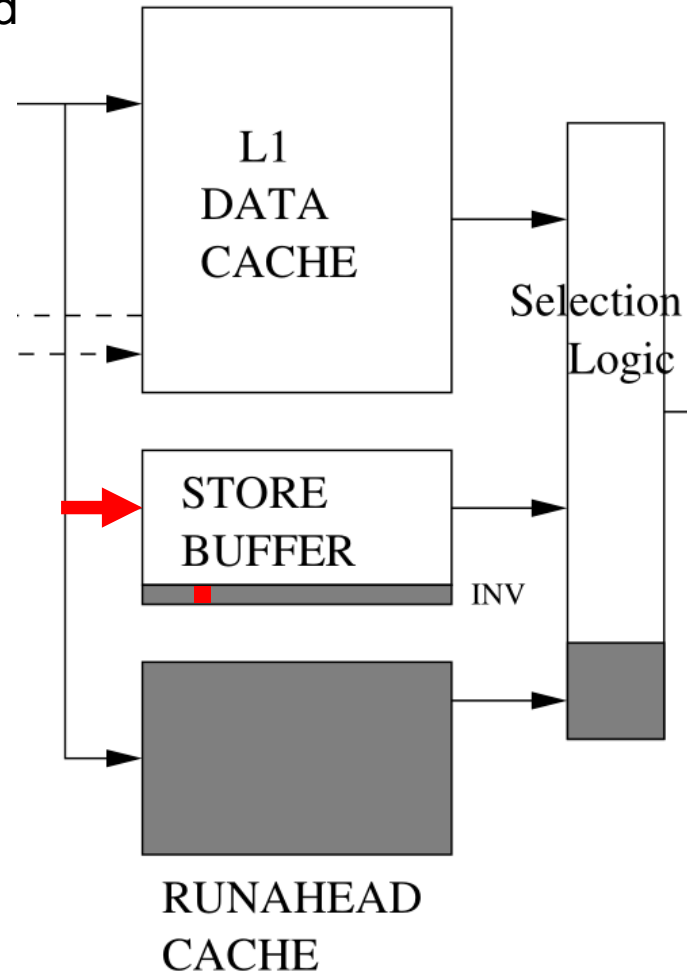 d
L1
DATA
CACHE
Selection
Logic
STORE
BUFFER
INV
RUNAHEAD
CACHE